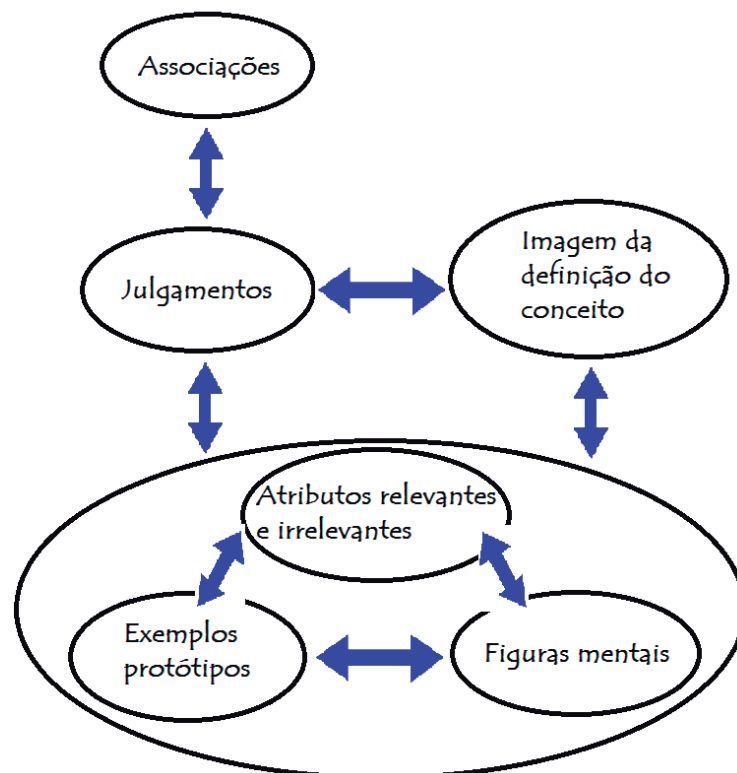 Associações
Julgamentos
Imagem da
definição do
conceito
Atributos relevantes
e irrelevantes
Exemplos
protótipos
Figuras mentais